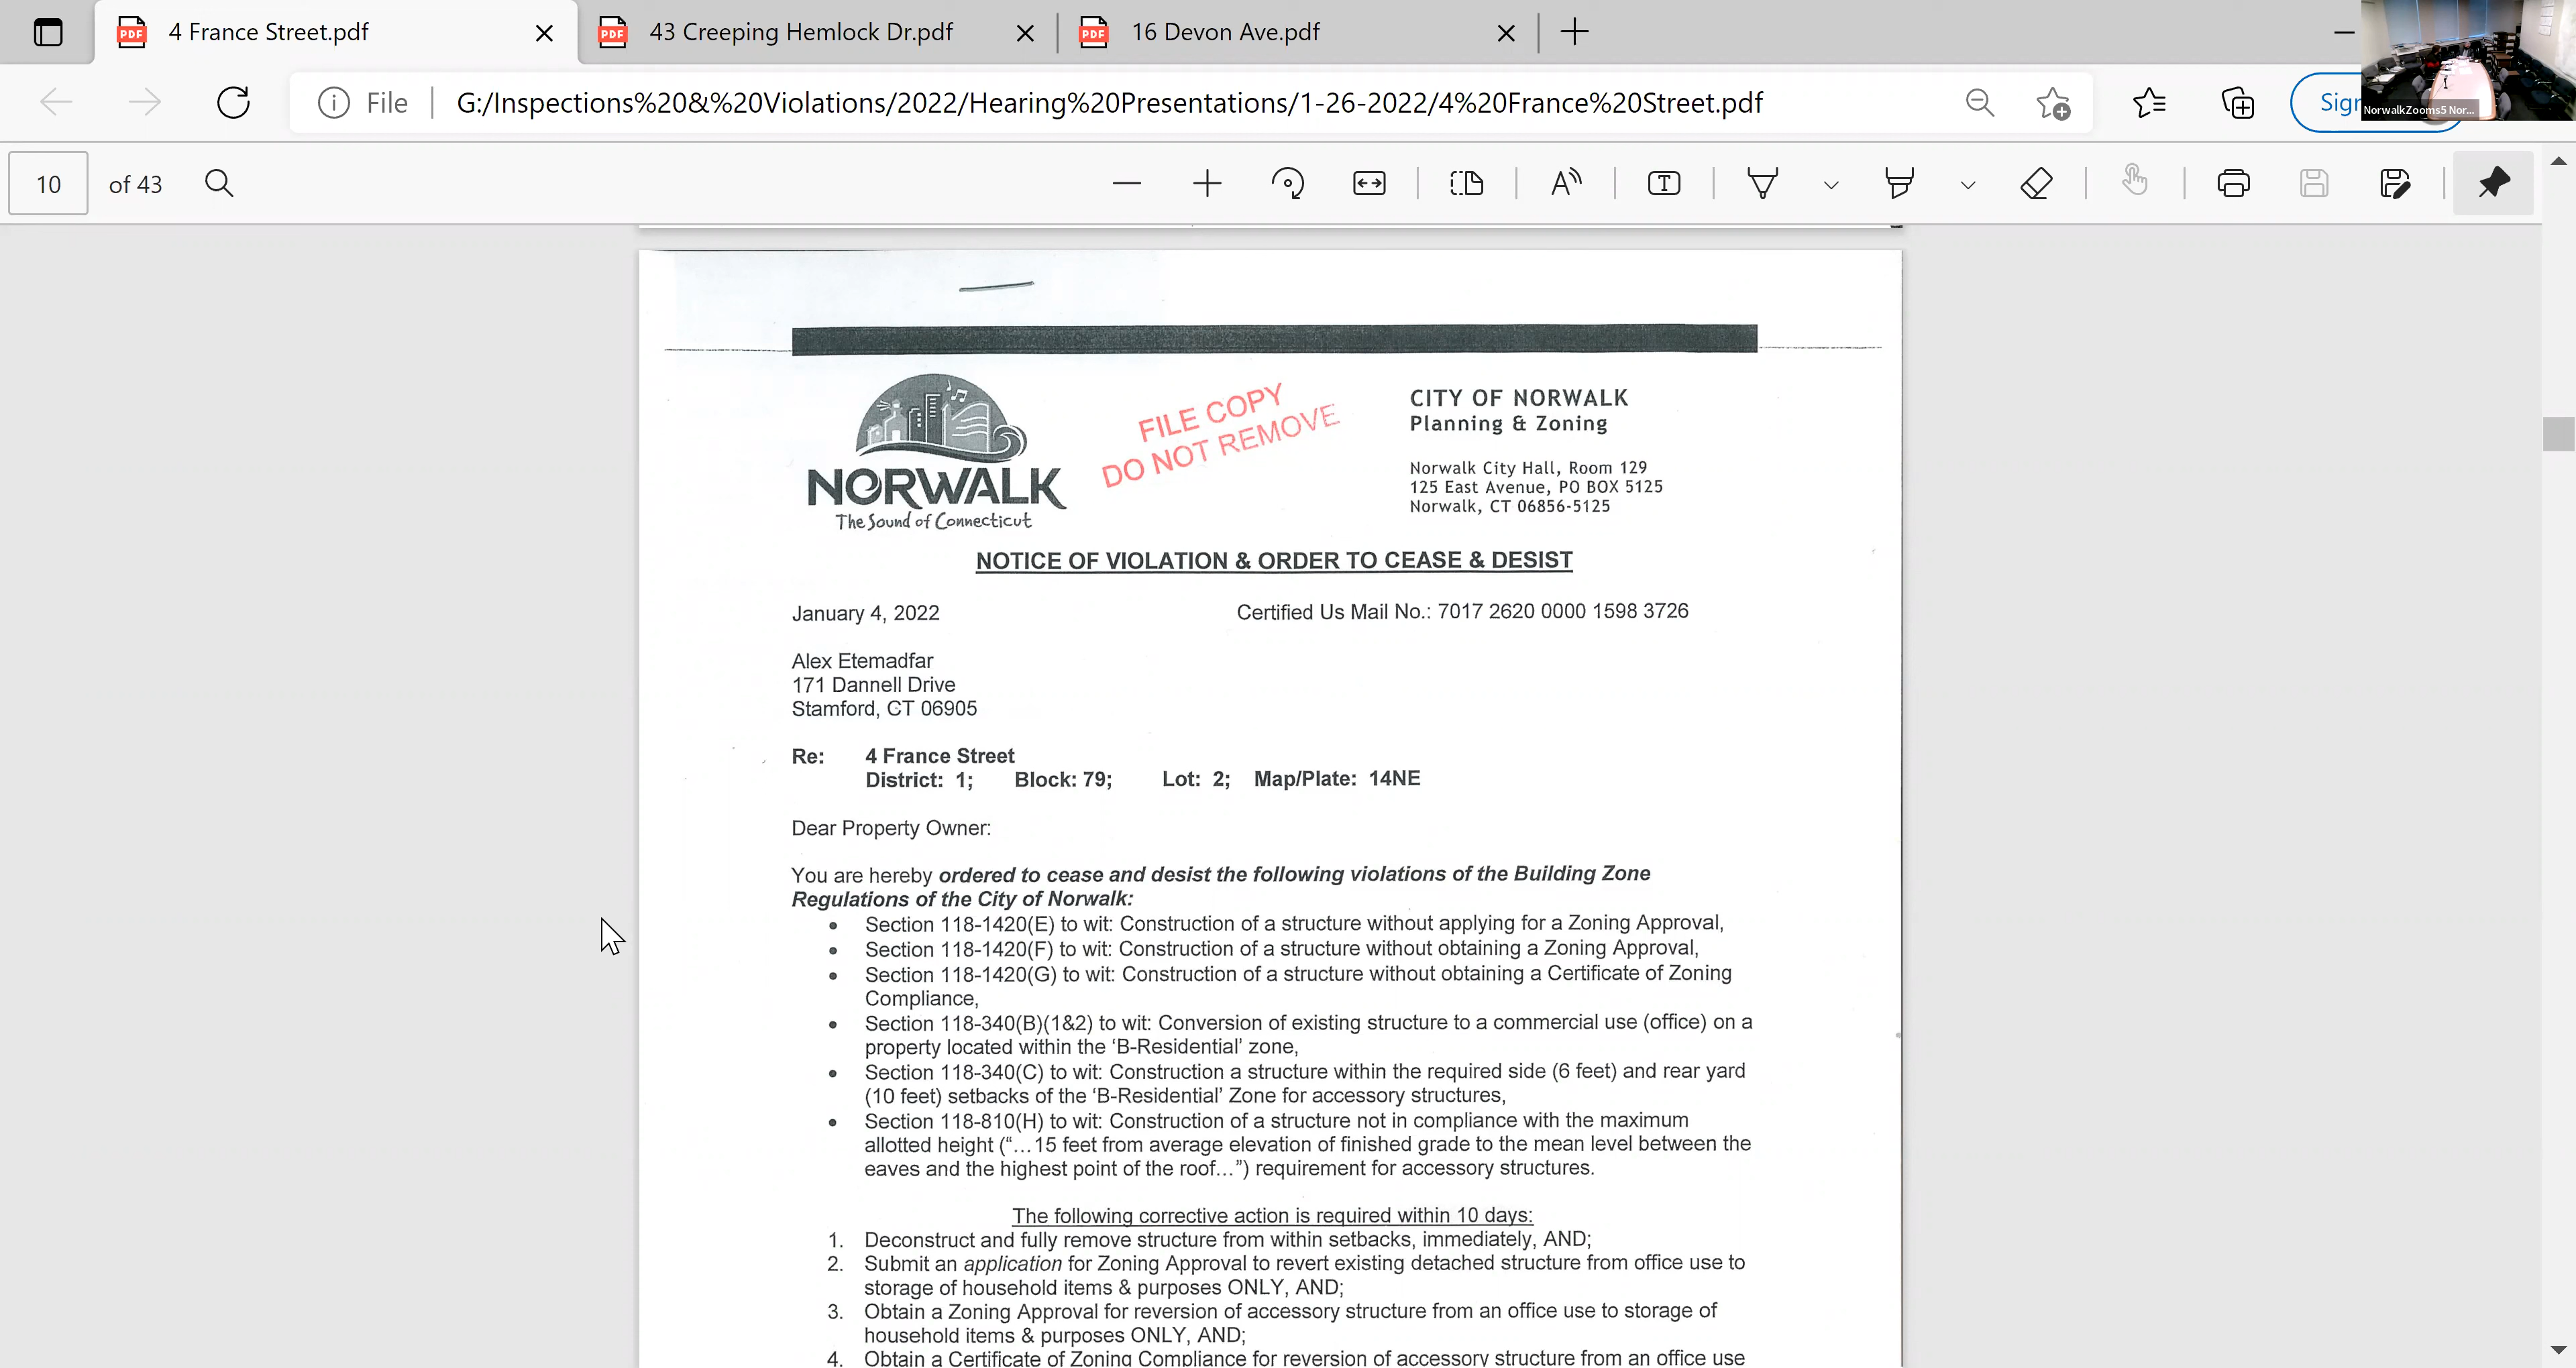 4 France Street.pdf
43 Creeping Hemlock Dr.pdf
16 Devon Ave.pdf
File
G:/Inspections%20&%20Violations/2022/Hearing%20Presentations/1-26-2022/4%20France%20Street.pdf
NorwalkZooms5 Nor...
10 of 43
FILE COPY
DO NOT REMOVE
NORWALK
The Sound of Connecticut
CITY OF NORWALK
Planning & Zoning
Norwalk City Hall, Room 129
125 East Avenue, PO BOX 5125
Norwalk, CT 06856-5125
NOTICE OF VIOLATION & ORDER TO CEASE & DESIST
January 4, 2022 Certified Us Mail No.: 7017 2620 0000 1598 3726
Alex Etemadfar
171 Dannell Drive
Stamford, CT 06905
Re: 4 France Street
District: 1; Block: 79; Lot: 2; Map/Plate: 14NE
Dear Property Owner:
You are hereby ordered to cease and desist the following violations of the Building Zone
Regulations of the City of Norwalk:
• Section 118-1420(E) to wit: Construction of a structure without applying for a Zoning Approval,
• Section 118-1420(F) to wit: Construction of a structure without obtaining a Zoning Approval,
• Section 118-1420(G) to wit: Construction of a structure without obtaining a Certificate of Zoning
Compliance,
• Section 118-340(B)(1&2) to wit: Conversion of existing structure to a commercial use (office) on a
property located within the ‘B-Residential’ zone,
• Section 118-340(C) to wit: Construction a structure within the required side (6 feet) and rear yard
(10 feet) setbacks of the ‘B-Residential’ Zone for accessory structures,
• Section 118-810(H) to wit: Construction of a structure not in compliance with the maximum
allotted height (“…15 feet from average elevation of finished grade to the mean level between the
eaves and the highest point of the roof…”) requirement for accessory structures.
The following corrective action is required within 10 days:
1. Deconstruct and fully remove structure from within setbacks, immediately, AND;
2. Submit an application for Zoning Approval to revert existing detached structure from office use to
storage of household items & purposes ONLY, AND;
3. Obtain a Zoning Approval for reversion of accessory structure from an office use to storage of
household items & purposes ONLY, AND;
4. Obtain a Certificate of Zoning Compliance for reversion of accessory structure from an office use